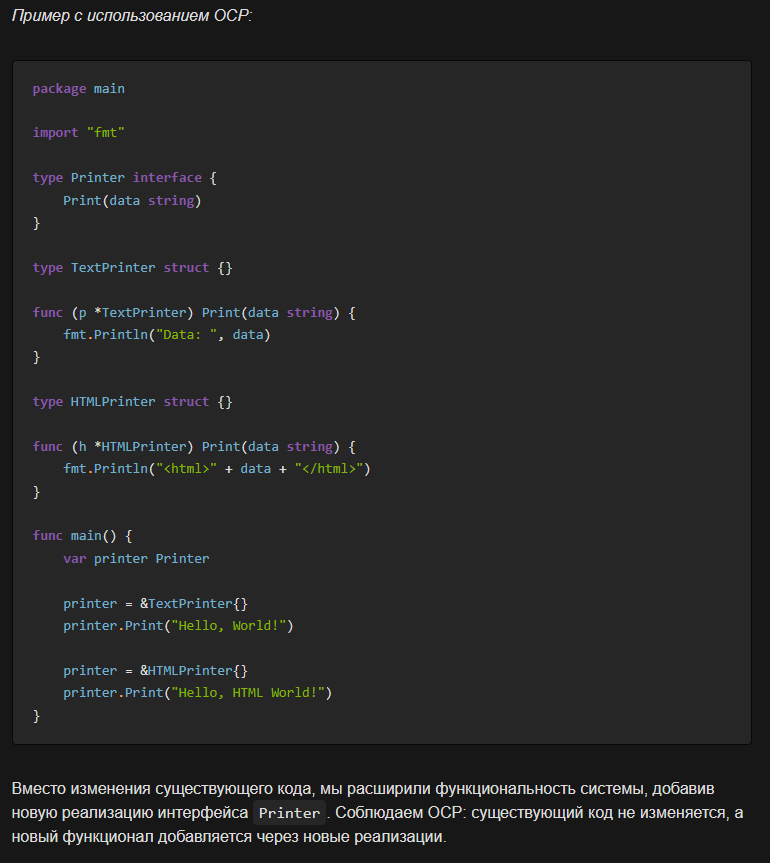 Пример с использованием OCP:
package main
import "fmt"
type Printer interface {
    Print(data string)
}
type TextPrinter struct {}
func (p *TextPrinter) Print(data string) {
    fmt.Println("Data: ", data)
}
type HTMLPrinter struct {}
func (h *HTMLPrinter) Print(data string) {
    fmt.Println("<html>" + data + "</html>")
}
func main() {
    var printer Printer
    printer = &TextPrinter{}
    printer.Print("Hello, World!")
    printer = &HTMLPrinter{}
    printer.Print("Hello, HTML World!")
}
Вместо изменения существующего кода, мы расширили функциональность системы, добавив
новую реализацию интерфейса Printer. Соблюдаем OCP: существующий код не изменяется, а
новый функционал добавляется через новые реализации.